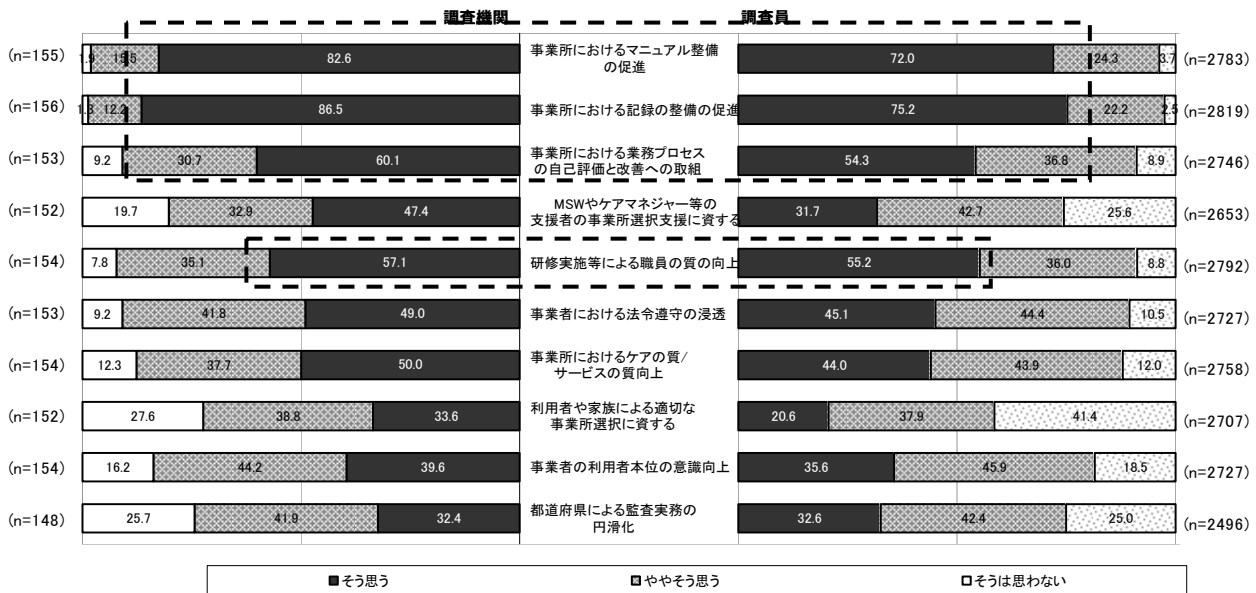 調査機関 調査員
(n=155) 1.9 15.5 82.6 事業所におけるマニュアル整備 72.0 24.3 3.7 (n=2783)
の促進
(n=156) 1.3 12.2 86.5 事業所における記録の整備の促進 75.2 22.2 2.5 (n=2819)
(n=153) 9.2 30.7 60.1 事業所における業務プロセス 54.3 36.8 8.9 (n=2746)
の自己評価と改善への取組
(n=152) 19.7 32.9 47.4 MSWやケアマネジャー等の 31.7 42.7 25.6 (n=2653)
支援者の事業所選択支援に資する
(n=154) 7.8 35.1 57.1 研修実施等による職員の質の向上 55.2 36.0 8.8 (n=2792)
(n=153) 9.2 41.8 49.0 事業者における法令遵守の浸透 45.1 44.4 10.5 (n=2727)
(n=154) 12.3 37.7 50.0 事業所におけるケアの質/ 44.0 43.9 12.0 (n=2758)
サービスの質向上
(n=152) 27.6 38.8 33.6 利用者や家族による適切な 20.6 37.9 41.4 (n=2707)
事業所選択に資する
(n=154) 16.2 44.2 39.6 事業者の利用者本位の意識向上 35.6 45.9 18.5 (n=2727)
(n=148) 25.7 41.9 32.4 都道府県による監査実務の 32.6 42.4 25.0 (n=2496)
円滑化
そう思う ややそう思う そうは思わない